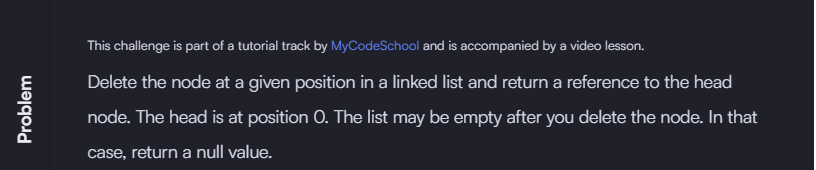 This challenge is part of a tutorial track by MyCodeSchool and is accompanied by a video lesson.
Delete the node at a given position in a linked list and return a reference to the head
node. The head is at position 0. The list may be empty after you delete the node. In that
case, return a null value.
Problem